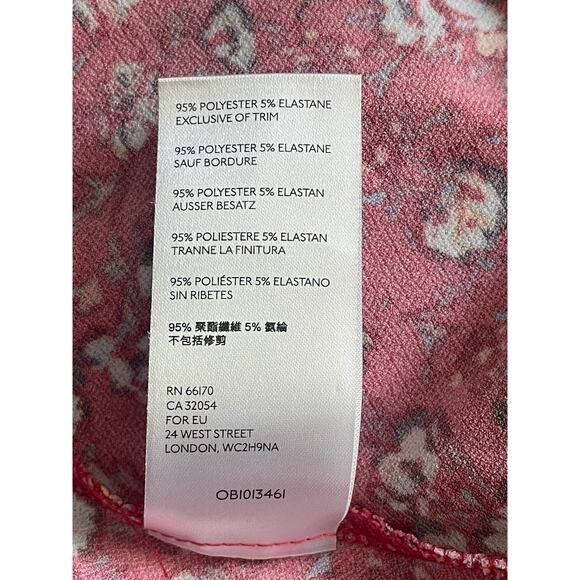 95% POLYESTER 5% ELASTANE
EXCLUSIVE OF TRIM
95% POLYESTER 5% ELASTANE
SAUF BORDURE
95% POLYESTER 5% ELASTAN
AUSSER BESATZ
95% POLIESTERE 5% ELASTAN
TRANNE LA FINITURA
95% POLIÉSTER 5% ELASTANO
SIN RIBETES
95% 聚酯纖維 5% 氨綸
不包括修剪
RN 66170
CA 32054
FOR EU
24 WEST STREET
LONDON, WC2H9NA
OB1013461